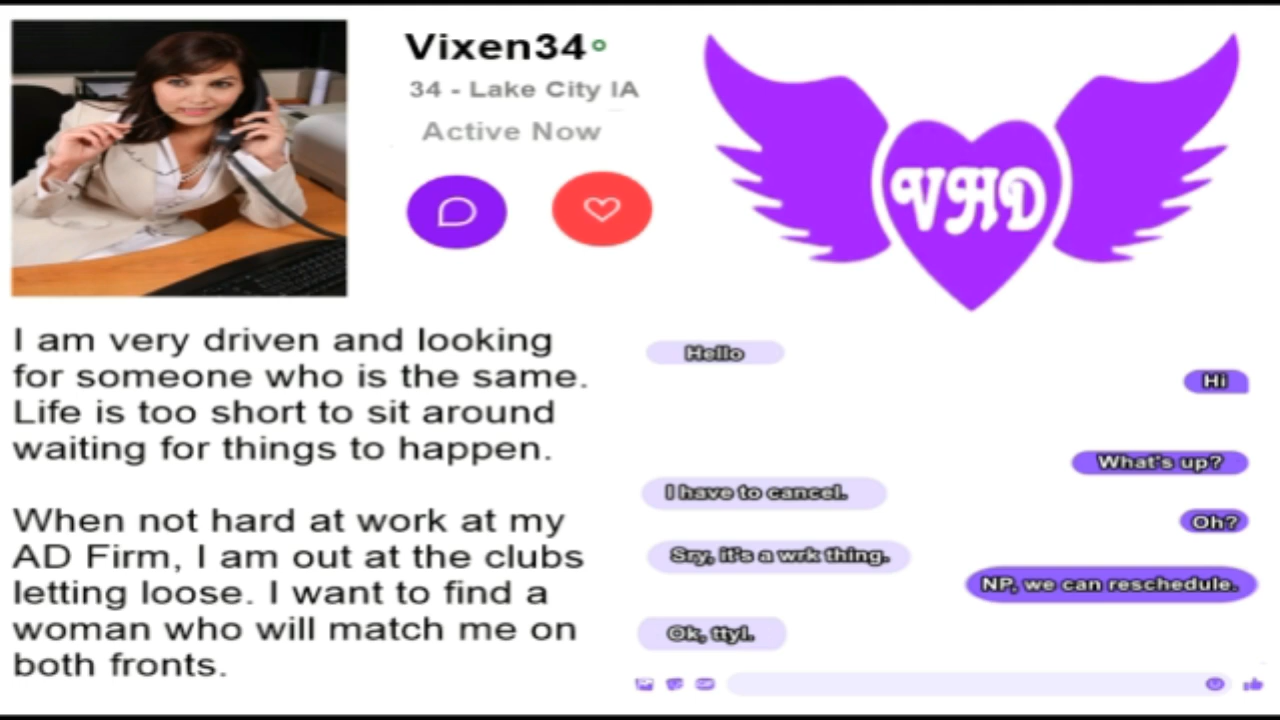 Vixen34
34 - Lake City IA
Active Now
VHD
I am very driven and looking
for someone who is the same.
Life is too short to sit around
waiting for things to happen.
When not hard at work at my
AD Firm, I am out at the clubs
letting loose. I want to find a
woman who will match me on
both fronts.
Hello
Hi
What's up?
I have to cancel.
Oh?
Sry, it's a wrk thing.
NP, we can reschedule.
Ok, ttyl.